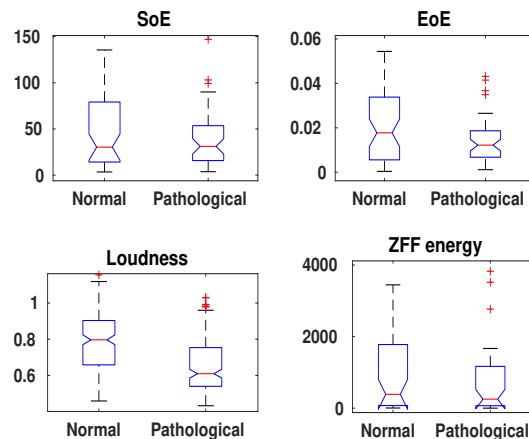 SoE
150
100
50
0
Normal
Pathological
EoE
0.06
0.04
0.02
0
Normal
Pathological
Loudness
1
0.8
0.6
Normal
Pathological
ZFF energy
4000
2000
0
Normal
Pathological